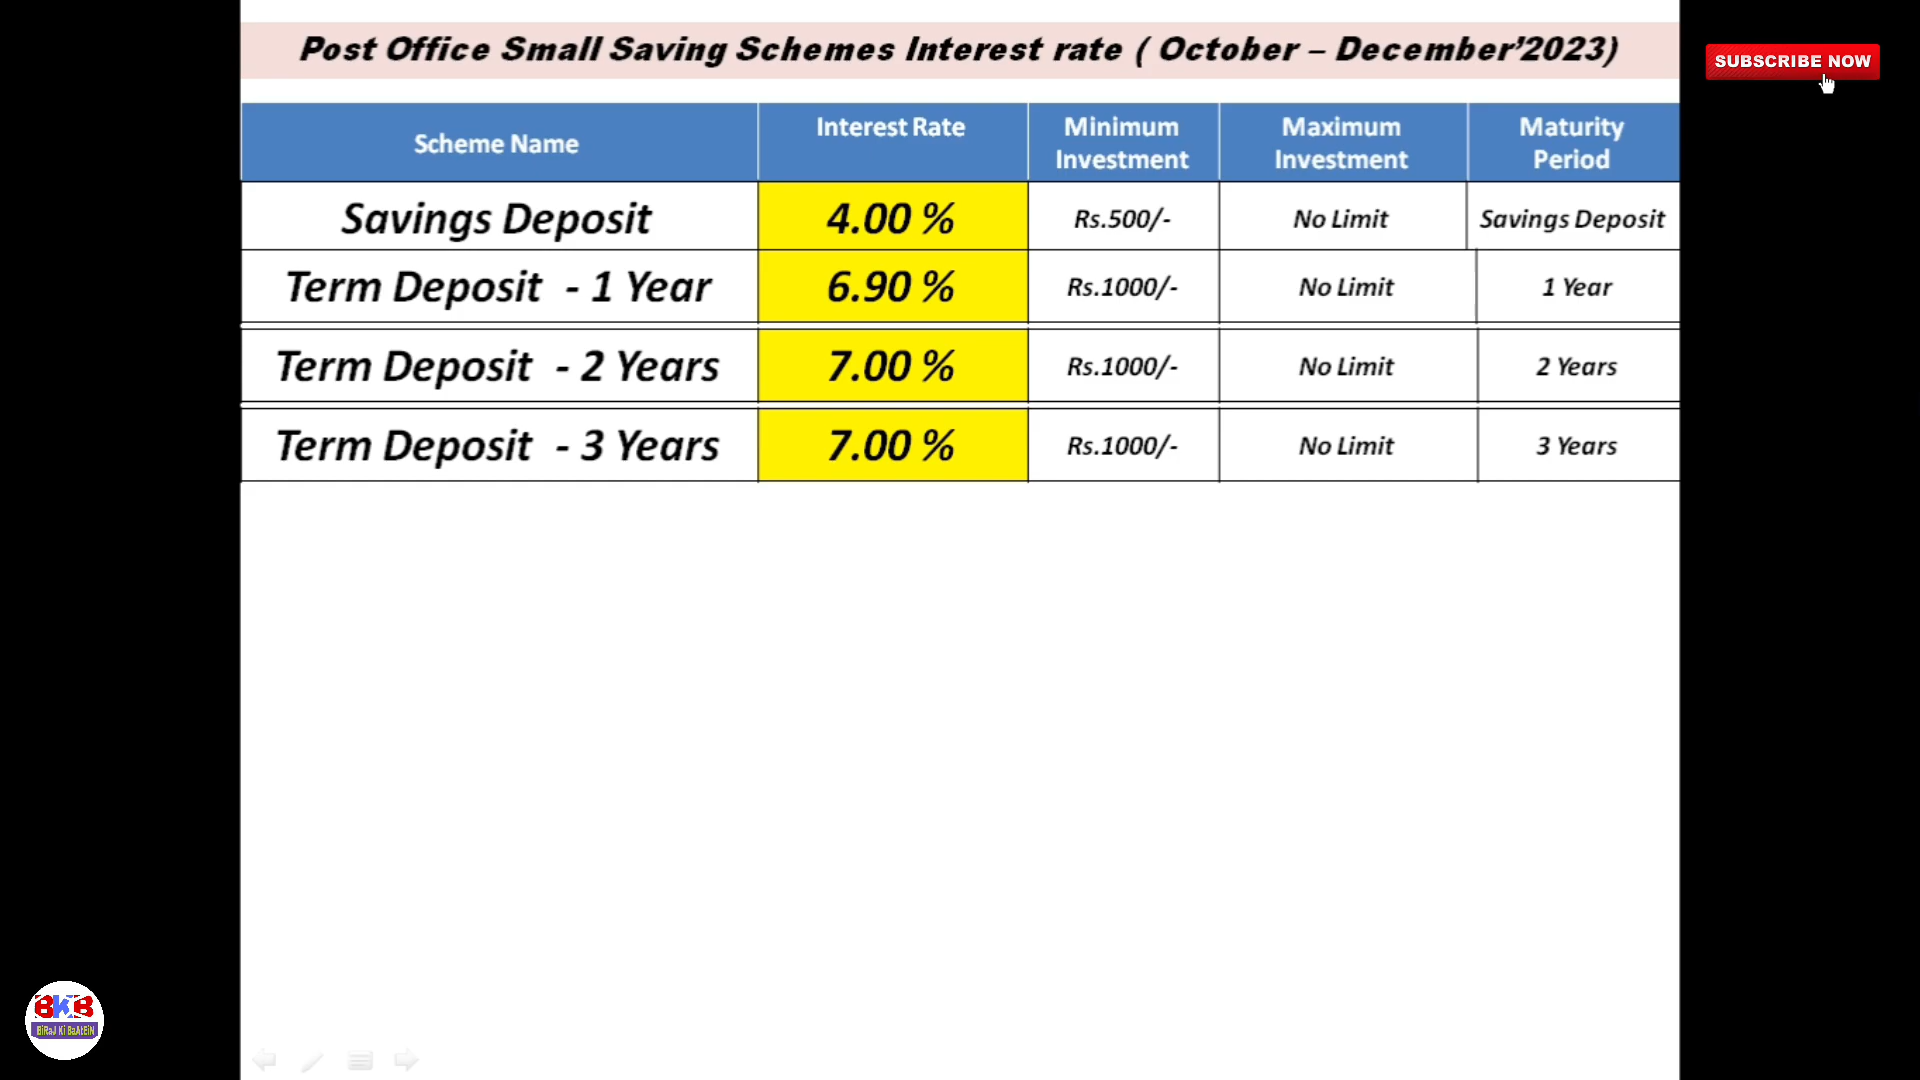 Post Office Small Saving Schemes Interest rate ( October – December’2023)
SUBSCRIBE NOW
Scheme Name Interest Rate Minimum Investment Maximum Investment Maturity Period
Savings Deposit 4.00 % Rs.500/- No Limit Savings Deposit
Term Deposit - 1 Year 6.90 % Rs.1000/- No Limit 1 Year
Term Deposit - 2 Years 7.00 % Rs.1000/- No Limit 2 Years
Term Deposit - 3 Years 7.00 % Rs.1000/- No Limit 3 Years
BKB
BiRaJ Ki BaAtEiN